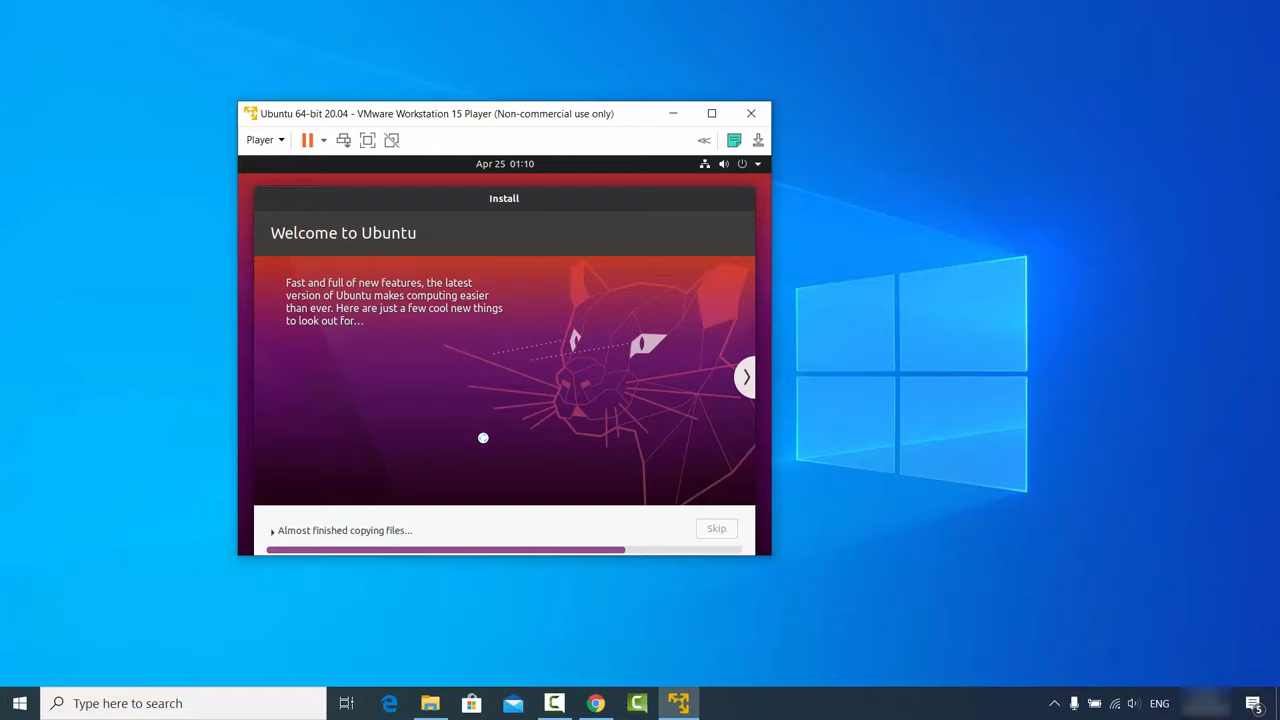 Ubuntu 64-bit 20.04 - VMware Workstation 15 Player (Non-commercial use only)
Player
Apr 25 01:10
Install
Welcome to Ubuntu
Fast and full of new features, the latest
version of Ubuntu makes computing easier
than ever. Here are just a few cool new things
to look out for...
Almost finished copying files...
Skip
Type here to search
ENG
5